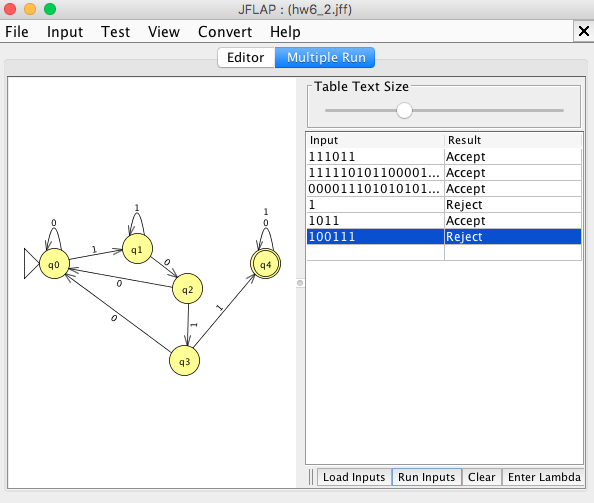 JFLAP : (hw6_2.jff)
File Input Test View Convert Help
Editor Multiple Run
Table Text Size
Input Result
111011 Accept
111110101100001... Accept
000011101010101... Accept
1 Reject
1011 Accept
100111 Reject
0
1
1
0
q0
1
q1
0
q4
0
q2
0
1
1
q3
Load Inputs Run Inputs Clear Enter Lambda